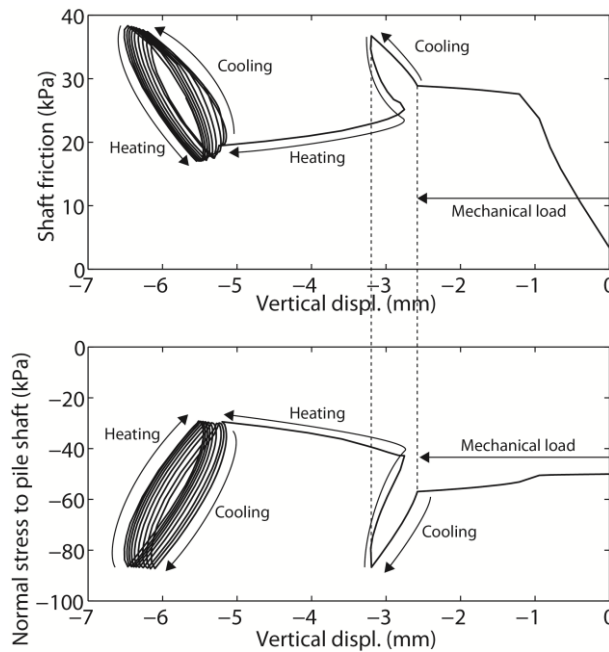 Shaft friction (kPa)
40
30
20
10
0
Cooling
Heating
Heating
Cooling
Mechanical load
−7 −6 −5 −4 −3 −2 −1 0
Vertical displ. (mm)
Normal stress to pile shaft (kPa)
0
−20
−40
−60
−80
−100
Heating
Cooling
Heating
Cooling
Mechanical load
−7 −6 −5 −4 −3 −2 −1 0
Vertical displ. (mm)